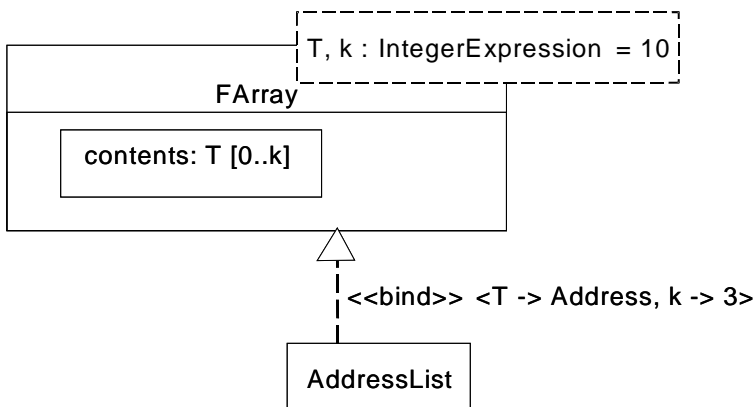 T, k : IntegerExpression = 10
FArray
contents: T [0..k]
<<bind>> <T -> Address, k -> 3>
AddressList